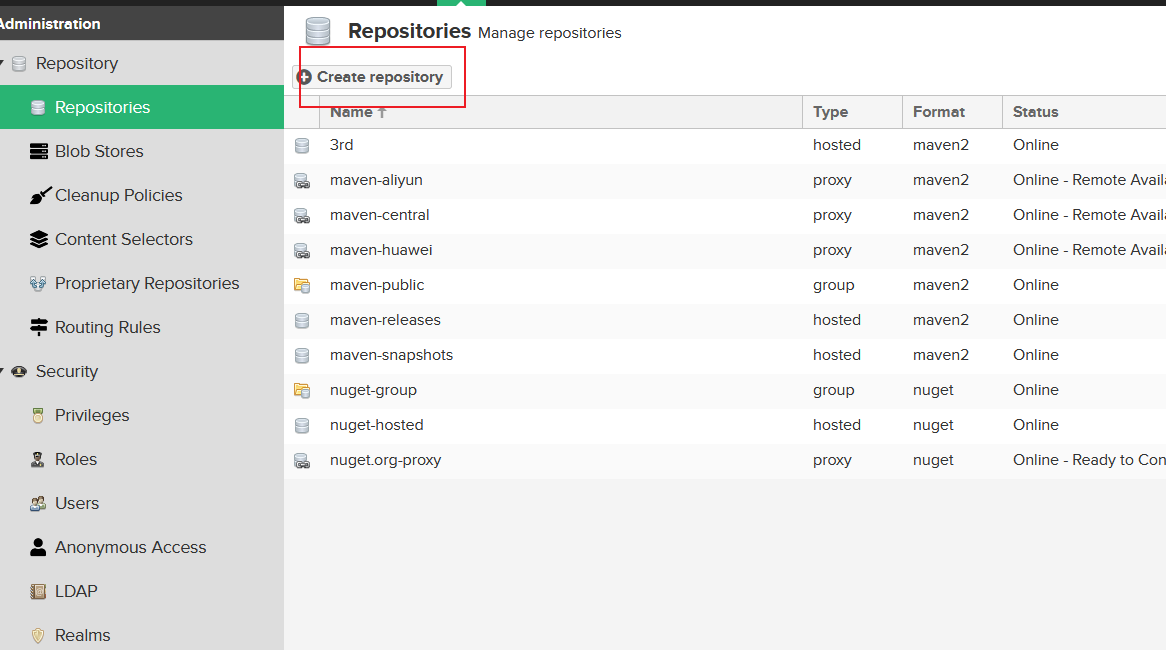 Administration
Repository
Repositories
Blob Stores
Cleanup Policies
Content Selectors
Proprietary Repositories
Routing Rules
Security
Privileges
Roles
Users
Anonymous Access
LDAP
Realms
Repositories Manage repositories
Create repository
Name Type Format Status
3rd hosted maven2 Online
maven-aliyun proxy maven2 Online - Remote Availa
maven-central proxy maven2 Online - Remote Availa
maven-huawei proxy maven2 Online - Remote Availa
maven-public group maven2 Online
maven-releases hosted maven2 Online
maven-snapshots hosted maven2 Online
nuget-group group nuget Online
nuget-hosted hosted nuget Online
nuget.org-proxy proxy nuget Online - Ready to Con